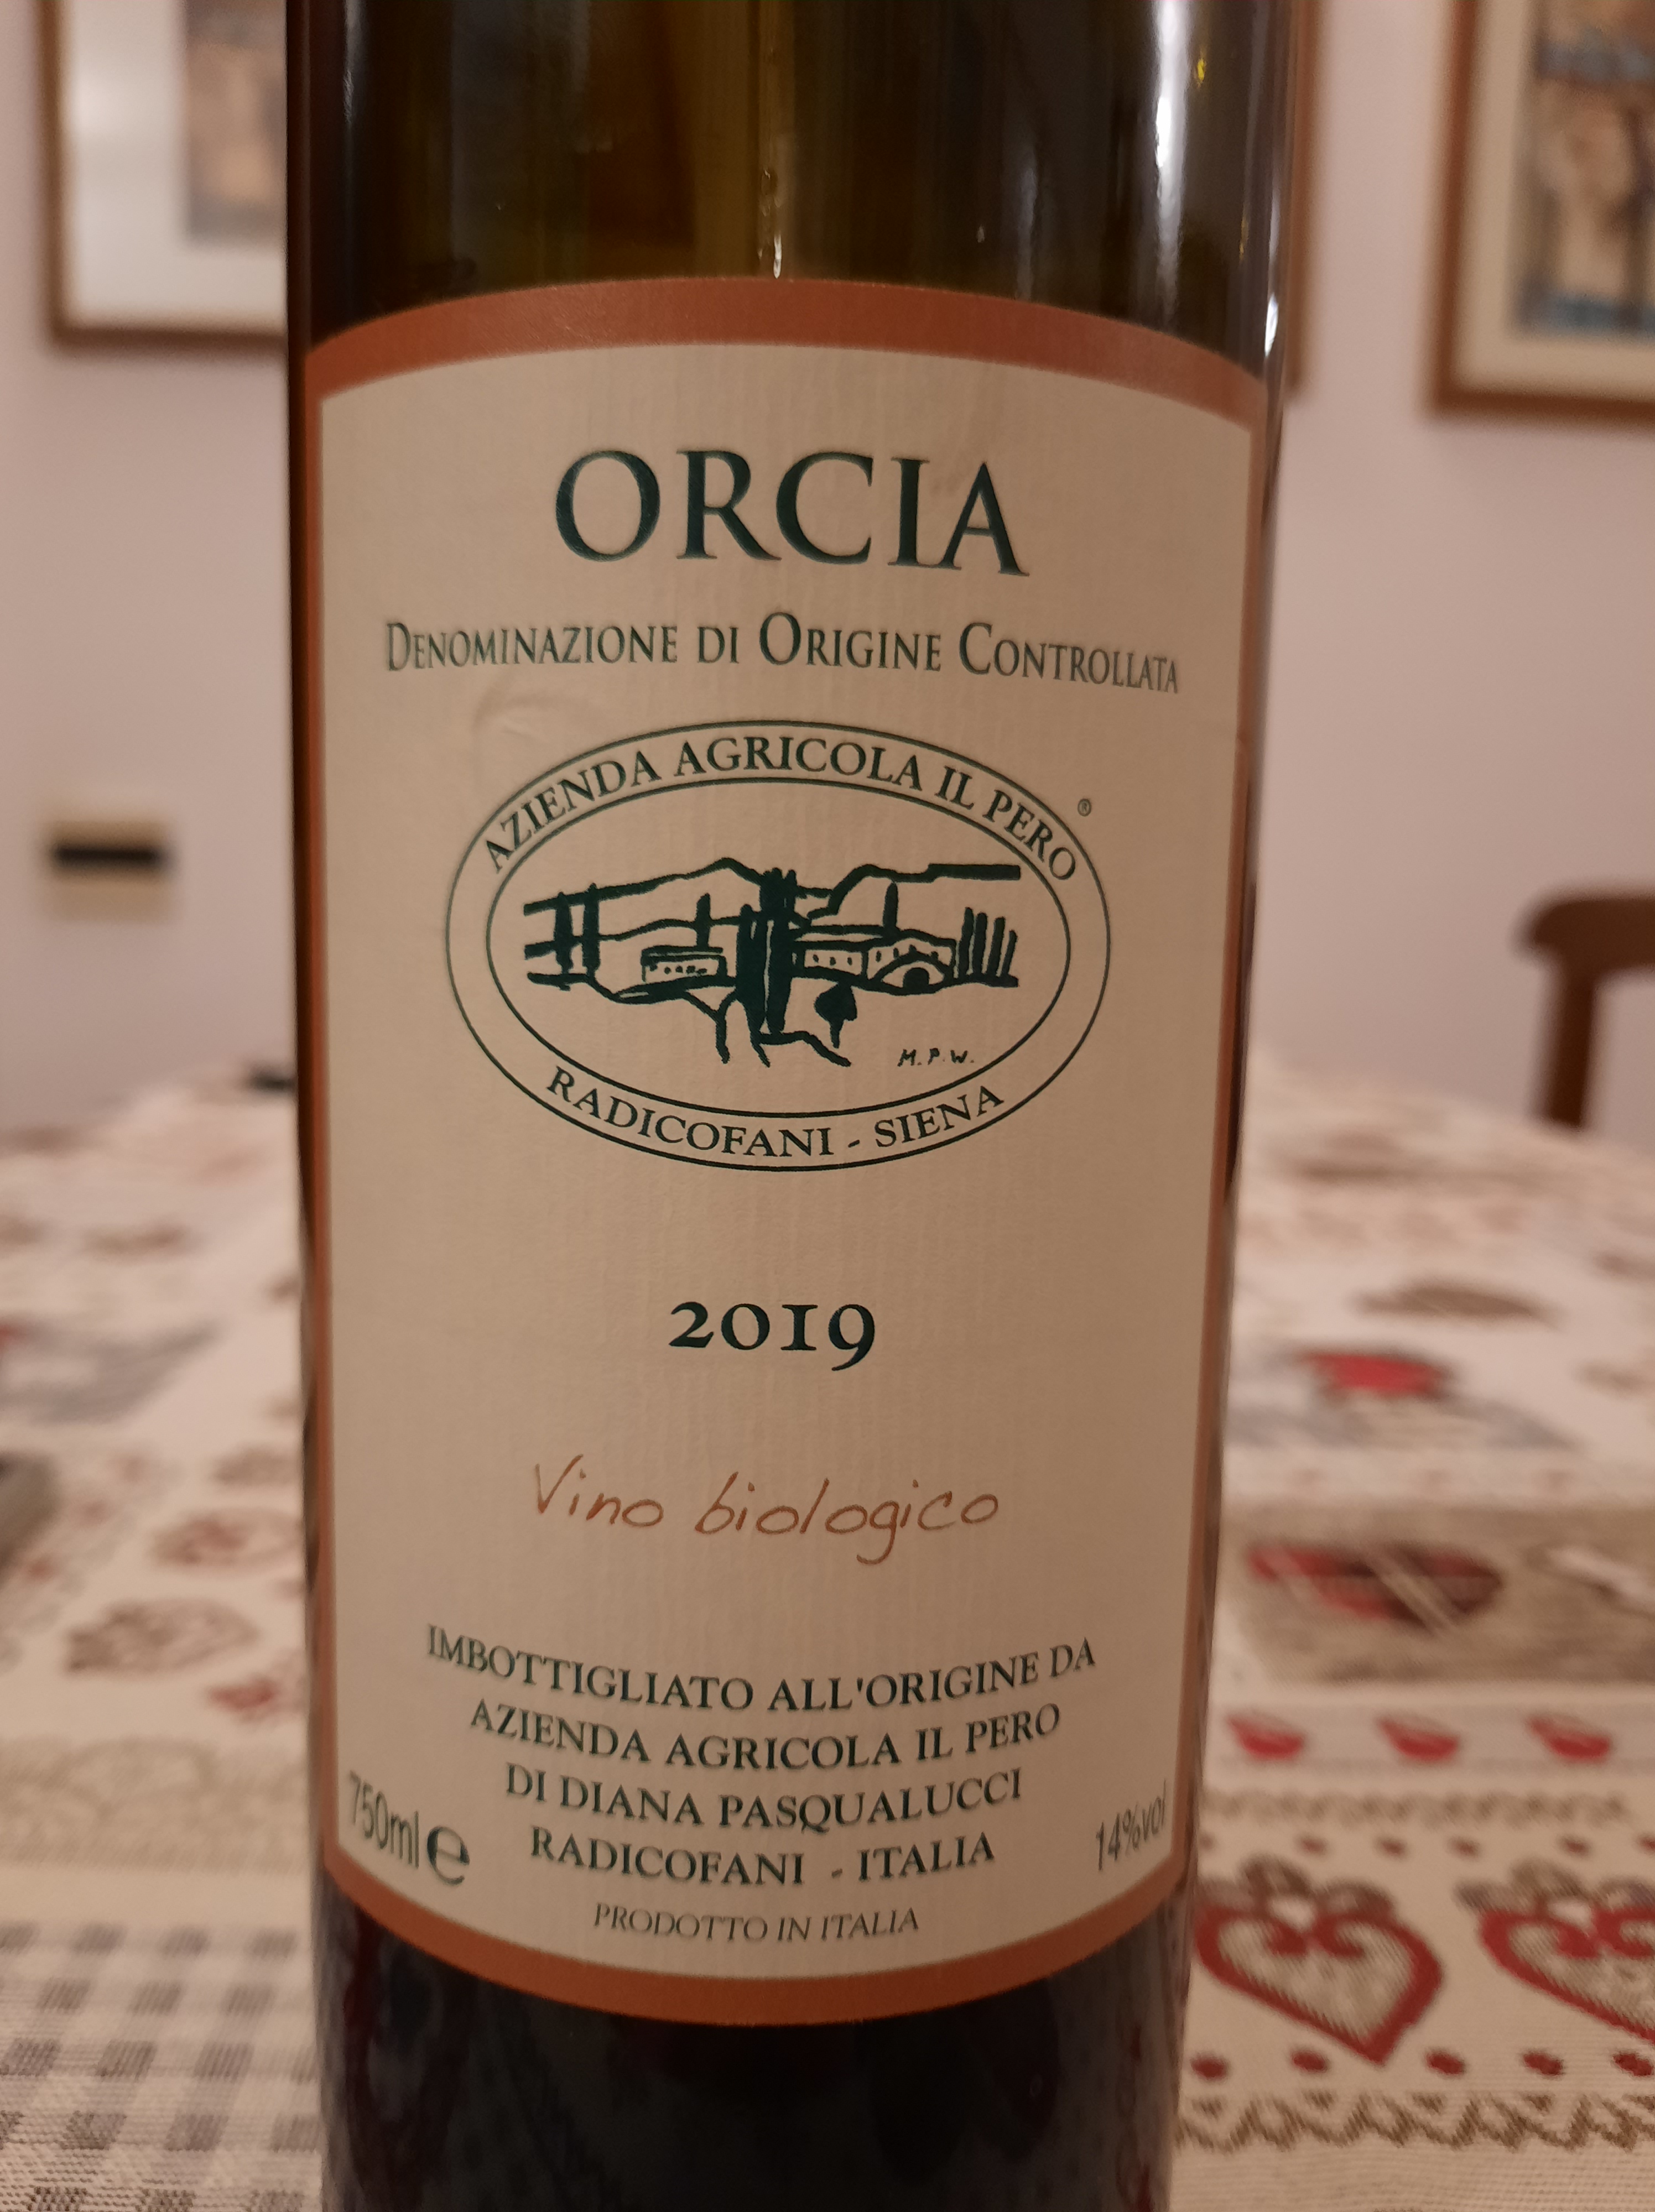 ORCIA
DENOMINAZIONE DI ORIGINE CONTROLLATA
AZIENDA AGRICOLA IL PERO
®
M.P.W.
RADICOFANI - SIENA
2019
Vino biologico
IMBOTTIGLIATO ALL'ORIGINE DA
AZIENDA AGRICOLA IL PERO
DI DIANA PASQUALUCCI
RADICOFANI - ITALIA
750ml e
14%vol
PRODOTTO IN ITALIA